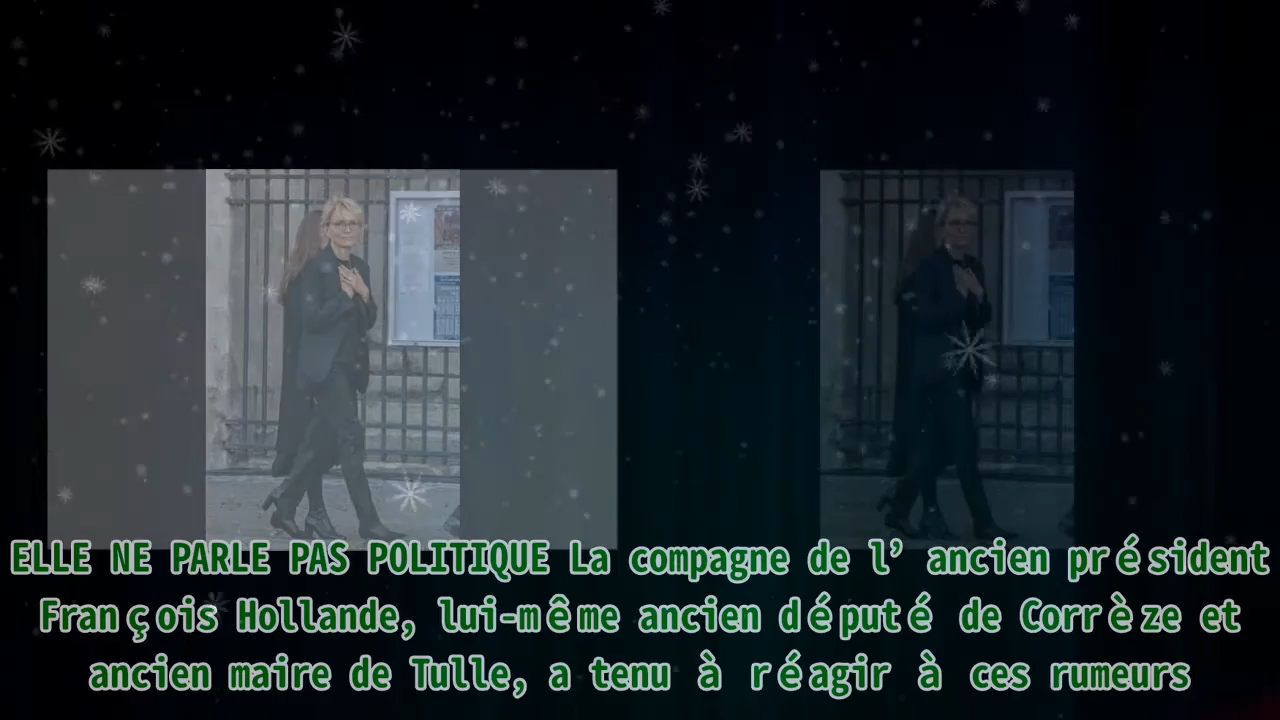 ELLE NE PARLE PAS POLITIQUE La compagne de l’ ancien président
François Hollande, lui-même ancien député de Corrèze et
ancien maire de Tulle, a tenu à réagir à ces rumeurs